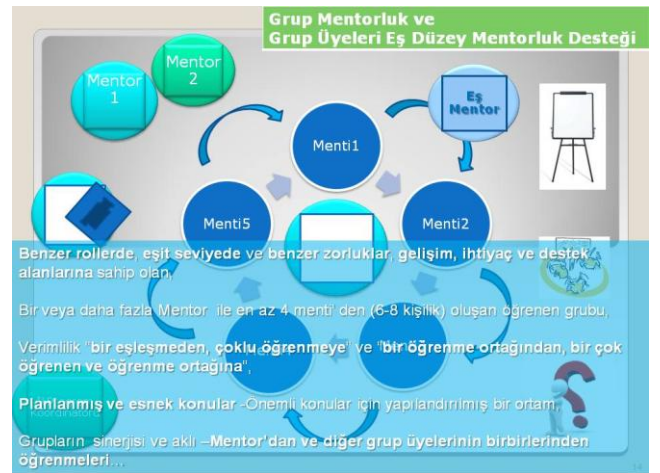 Grup Mentorluk ve
Grup Üyeleri Eş Düzey Mentorluk Desteği
Mentor
1
Mentor
2
Eş
Mentor
Menti1
Menti5
Menti2
Benzer rollerde, eşit seviyede ve benzer zorluklar, gelişim, ihtiyaç ve destek
alanlarına sahip olan,
Bir veya daha fazla Mentor ile en az 4 menti' den (6-8 kişilik) oluşan öğrenen grubu,
Verimlilik "bir eşleşmeden, çoklu öğrenmeye" ve "bir öğrenme ortağından, bir çok
öğrenen ve öğrenme ortağına",
Planlanmış ve esnek konular -Önemli konular için yapılandırılmış bir ortam,
Grupların sinerjisi ve aklı –Mentor'dan ve diğer grup üyelerinin birbirlerinden
öğrenmeleri…